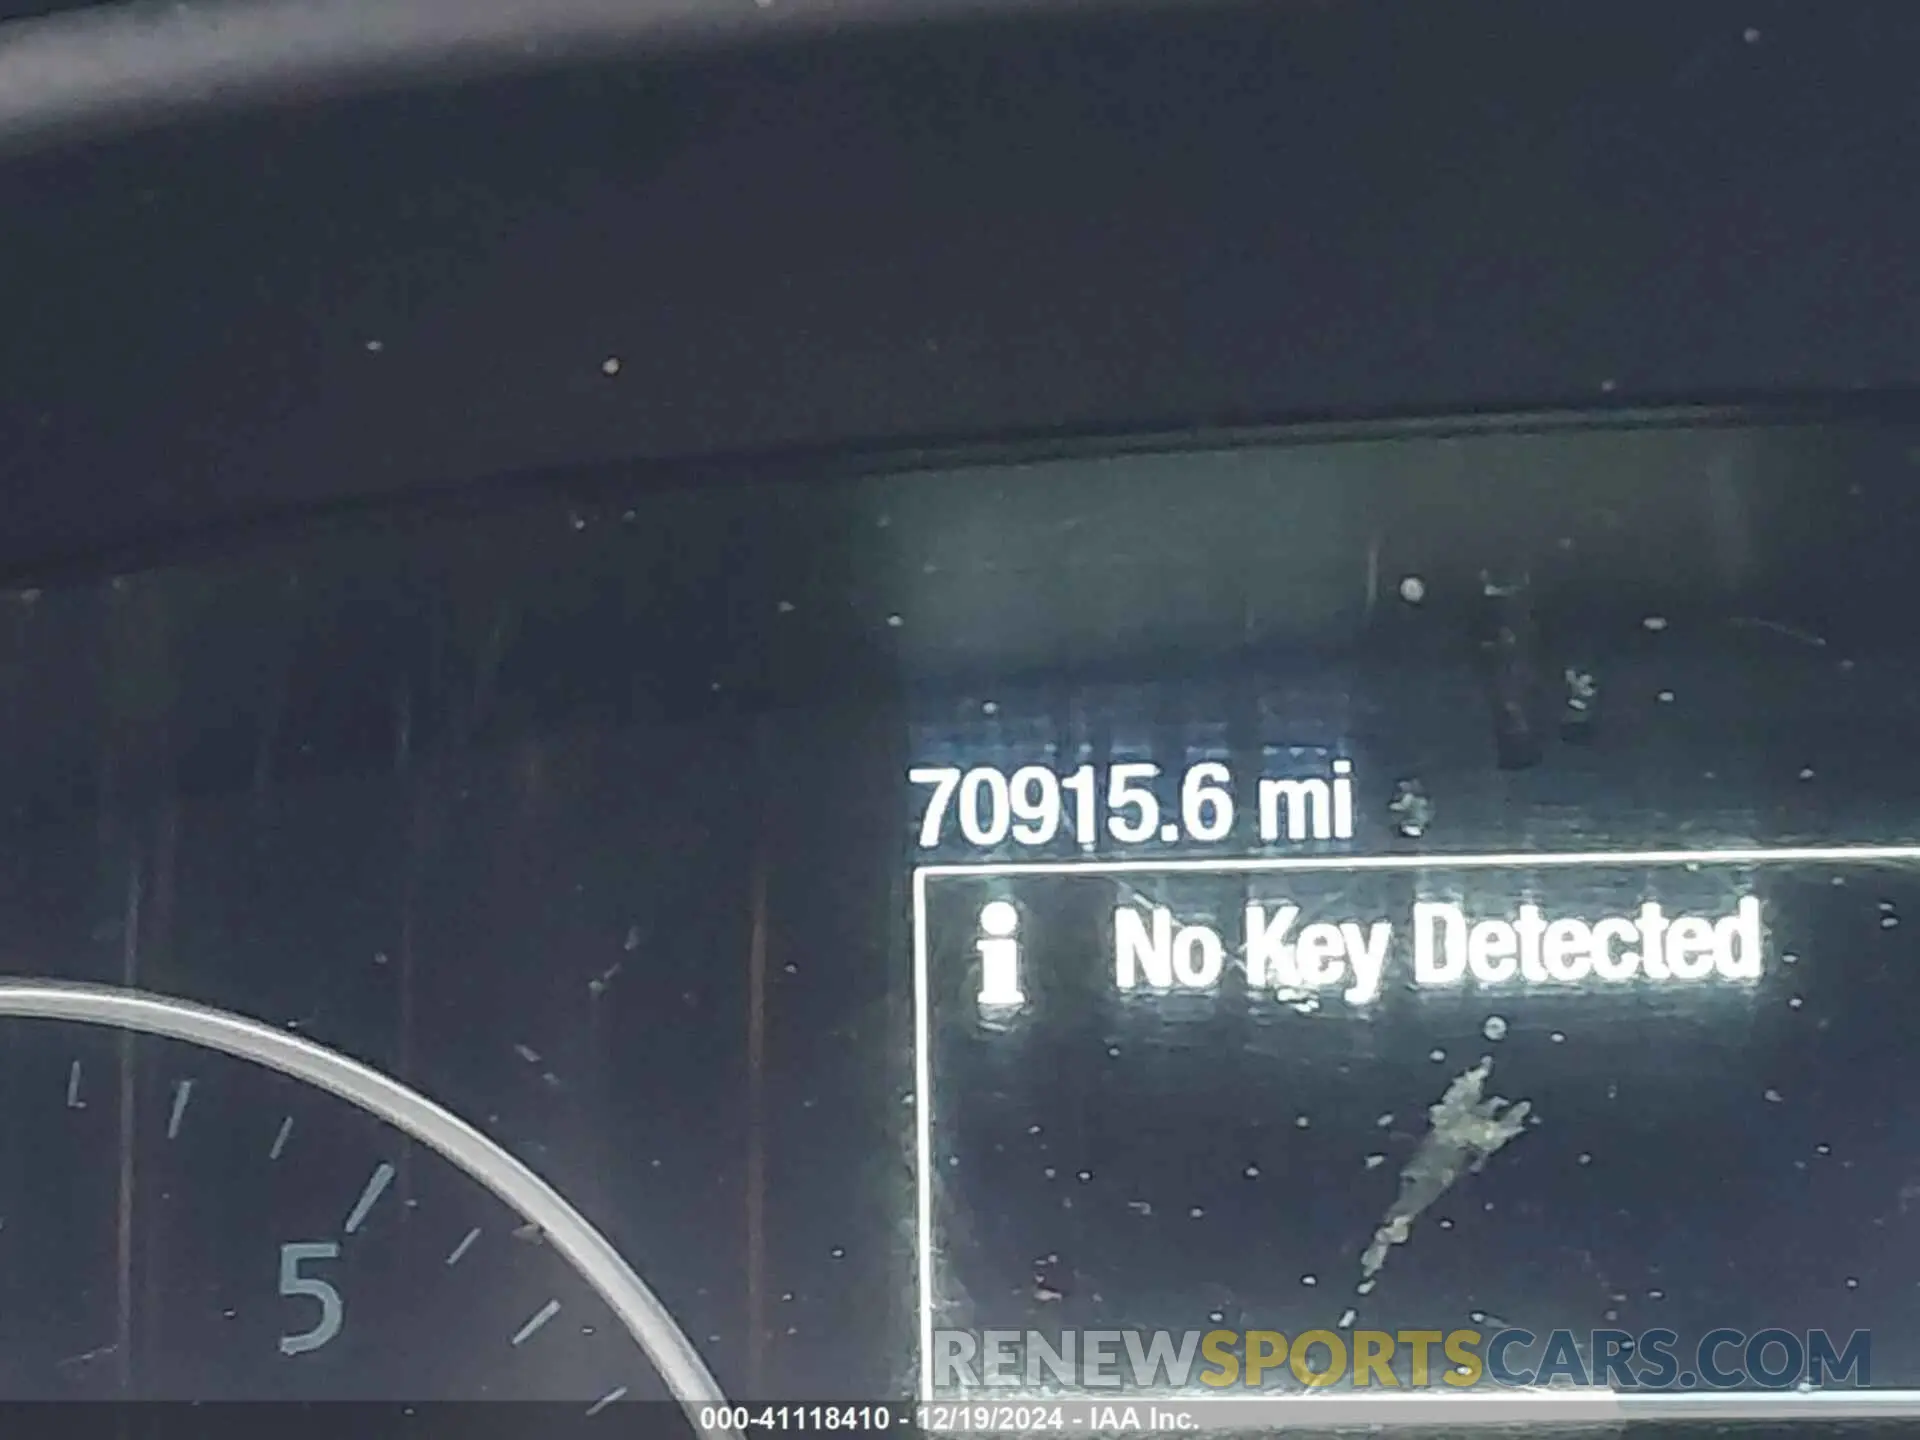 70915.6 mi
i No Key Detected
5
RENEWSPORTSCARS.COM
000-41118410 - 12/19/2024 - IAA Inc.